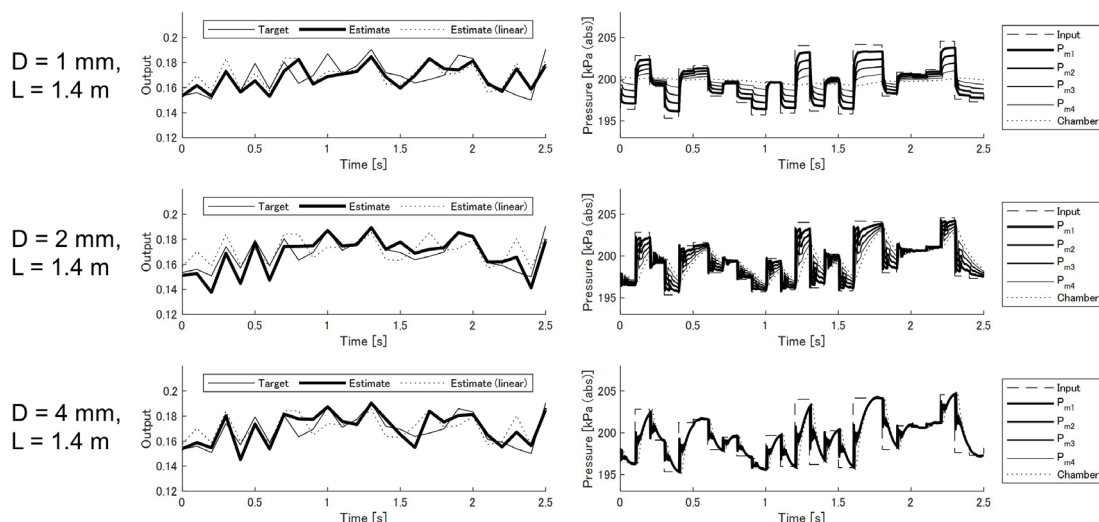 D = 1 mm,
L = 1.4 m
Target Estimate Estimate (linear)
Output
0.2
0.18
0.16
0.14
0.12
0 0.5 1 1.5 2 2.5
Time [s]
Pressure [kPa (abs)]
205
200
195
0 0.5 1 1.5 2 2.5
Time [s]
Input
Pm1
Pm2
Pm3
Pm4
Chamber
D = 2 mm,
L = 1.4 m
Target Estimate Estimate (linear)
Output
0.2
0.18
0.16
0.14
0.12
0 0.5 1 1.5 2 2.5
Time [s]
Pressure [kPa (abs)]
205
200
195
0 0.5 1 1.5 2 2.5
Time [s]
Input
Pm1
Pm2
Pm3
Pm4
Chamber
D = 4 mm,
L = 1.4 m
Target Estimate Estimate (linear)
Output
0.2
0.18
0.16
0.14
0.12
0 0.5 1 1.5 2 2.5
Time [s]
Pressure [kPa (abs)]
205
200
195
0 0.5 1 1.5 2 2.5
Time [s]
Input
Pm1
Pm2
Pm3
Pm4
Chamber